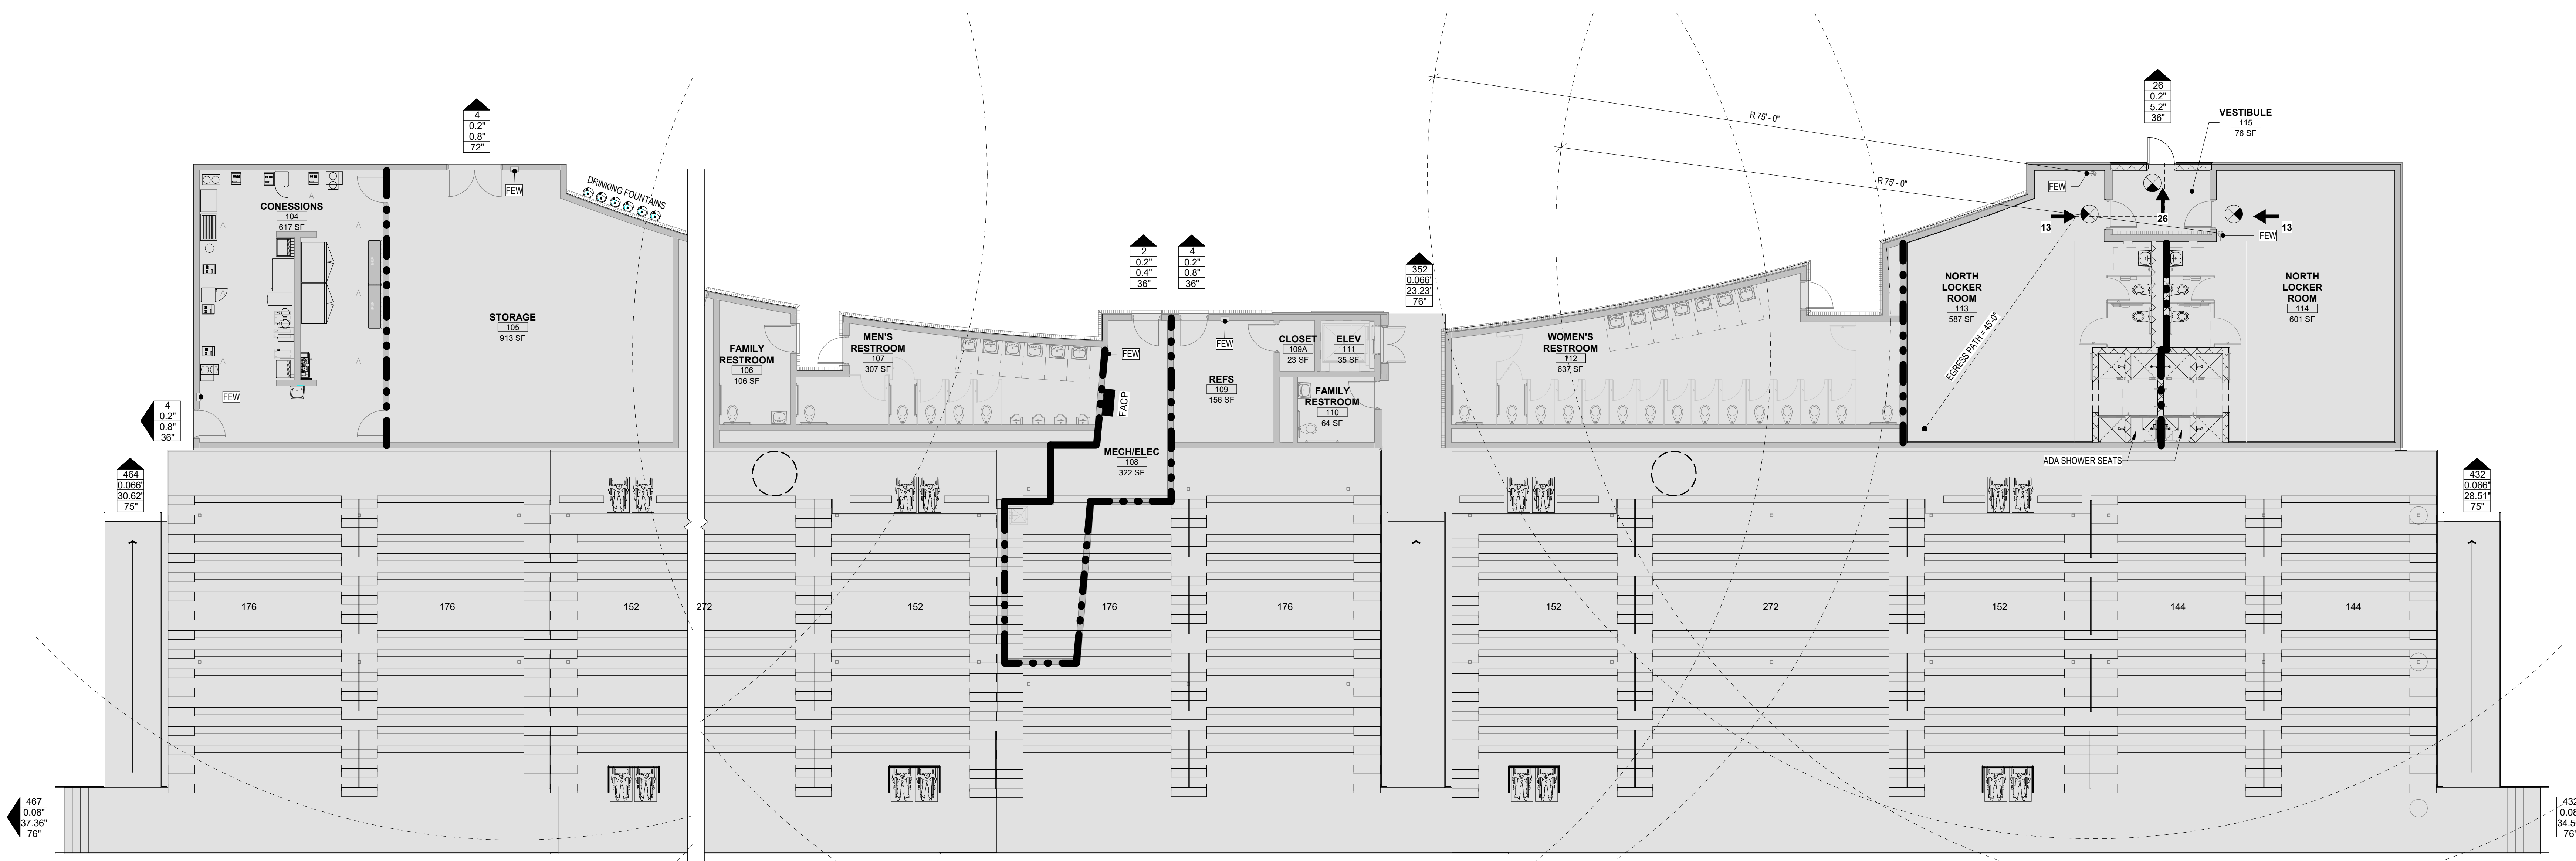 26
0.2"
5.2"
36"
VESTIBULE
115
76 SF
4
0.2"
0.8"
72"
R 75' - 0"
R 75' - 0"
FEW
DRINKING FOUNTAINS
FEW
CONESSIONS
104
617 SF
26
13
13
FEW
2
0.2"
0.4"
36"
4
0.2"
0.8"
36"
352
0.066"
23.23"
76"
NORTH
LOCKER
ROOM
113
587 SF
NORTH
LOCKER
ROOM
114
601 SF
STORAGE
105
913 SF
EGRESS PATH = 45'-0"
FAMILY
RESTROOM
106
106 SF
MEN'S
RESTROOM
107
307 SF
FEW
FEW
CLOSET
109A
23 SF
ELEV
111
35 SF
WOMEN'S
RESTROOM
112
637 SF
REFS
109
156 SF
FAMILY
RESTROOM
110
64 SF
FACP
FEW
4
0.2"
0.8"
36"
MECH/ELEC
108
322 SF
ADA SHOWER SEATS
464
0.066"
30.62"
75"
432
0.066"
28.51"
75"
176
176
152
272
152
176
176
152
272
152
144
144
467
0.08"
37.36"
76"
432
0.08
34.5
76"
A
A
A
A
A
A
A